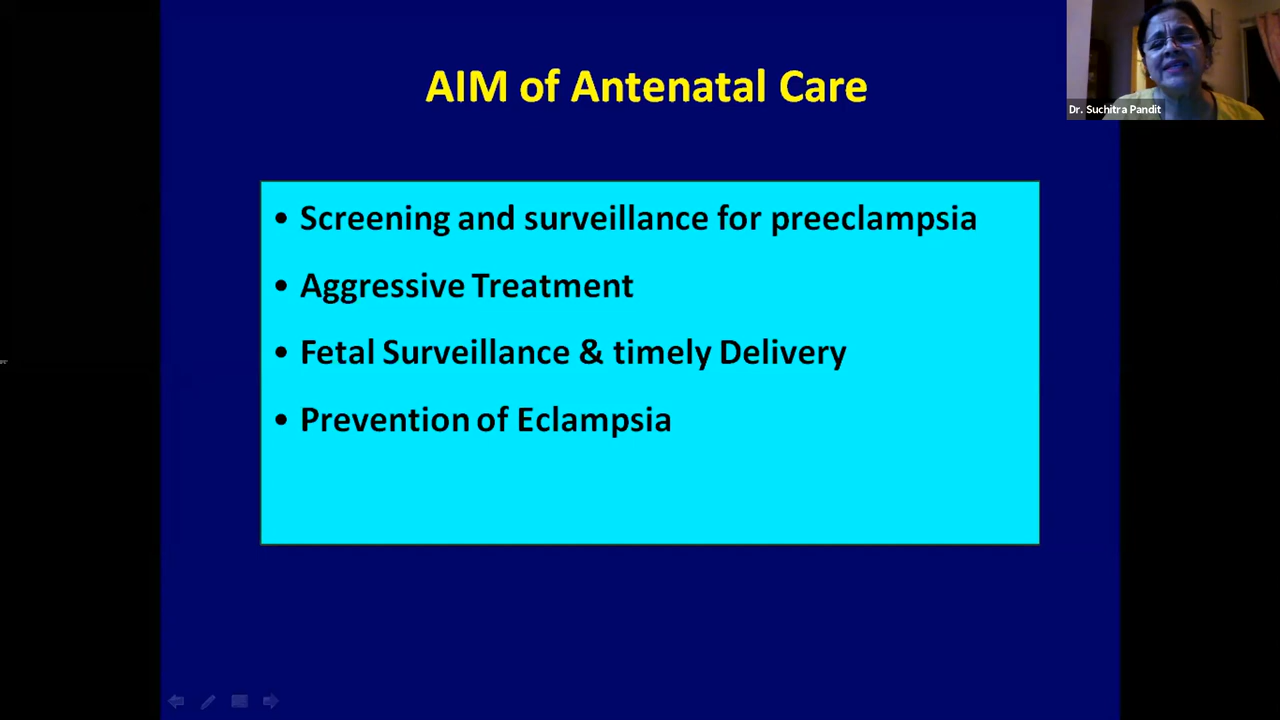 AIM of Antenatal Care
Dr. Suchitra Pandit
• Screening and surveillance for preeclampsia
• Aggressive Treatment
• Fetal Surveillance & timely Delivery
• Prevention of Eclampsia